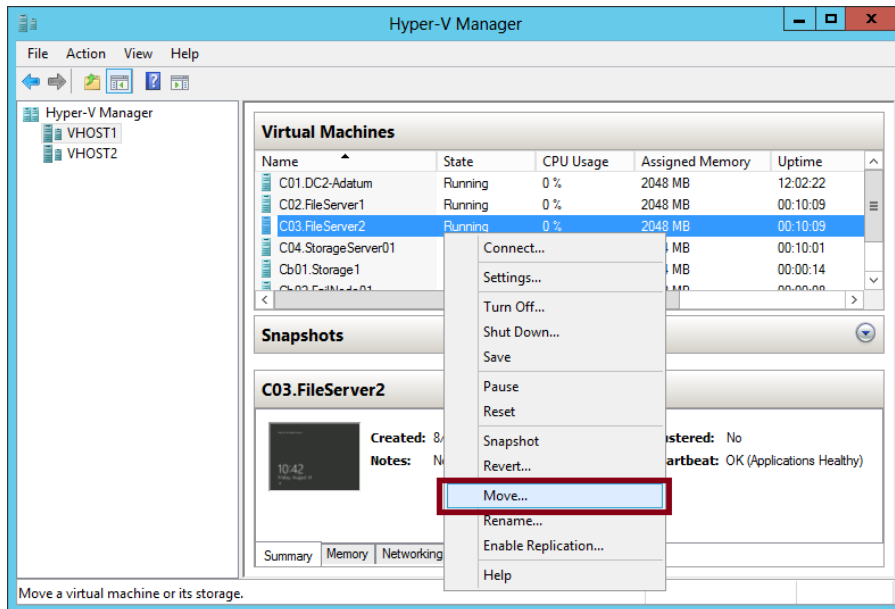 Hyper-V Manager
File Action View Help
Hyper-V Manager
VHOST1
VHOST2
Virtual Machines
Name State CPU Usage Assigned Memory Uptime
C01.DC2-Adatum Running 0 % 2048 MB 12:02:22
C02.FileServer1 Running 0 % 2048 MB 00:10:09
C03.FileServer2 Running 0 % 2048 MB 00:10:09
C04.StorageServer01 MB 00:10:01
Cb01.Storage1 MB 00:00:14
Snapshots
C03.FileServer2
Created: 8/
Notes: N
stered: No
artbeat: OK (Applications Healthy)
10:42
Summary Memory Networking
Connect...
Settings...
Turn Off...
Shut Down...
Save
Pause
Reset
Snapshot
Revert...
Move...
Rename...
Enable Replication...
Help
Move a virtual machine or its storage.